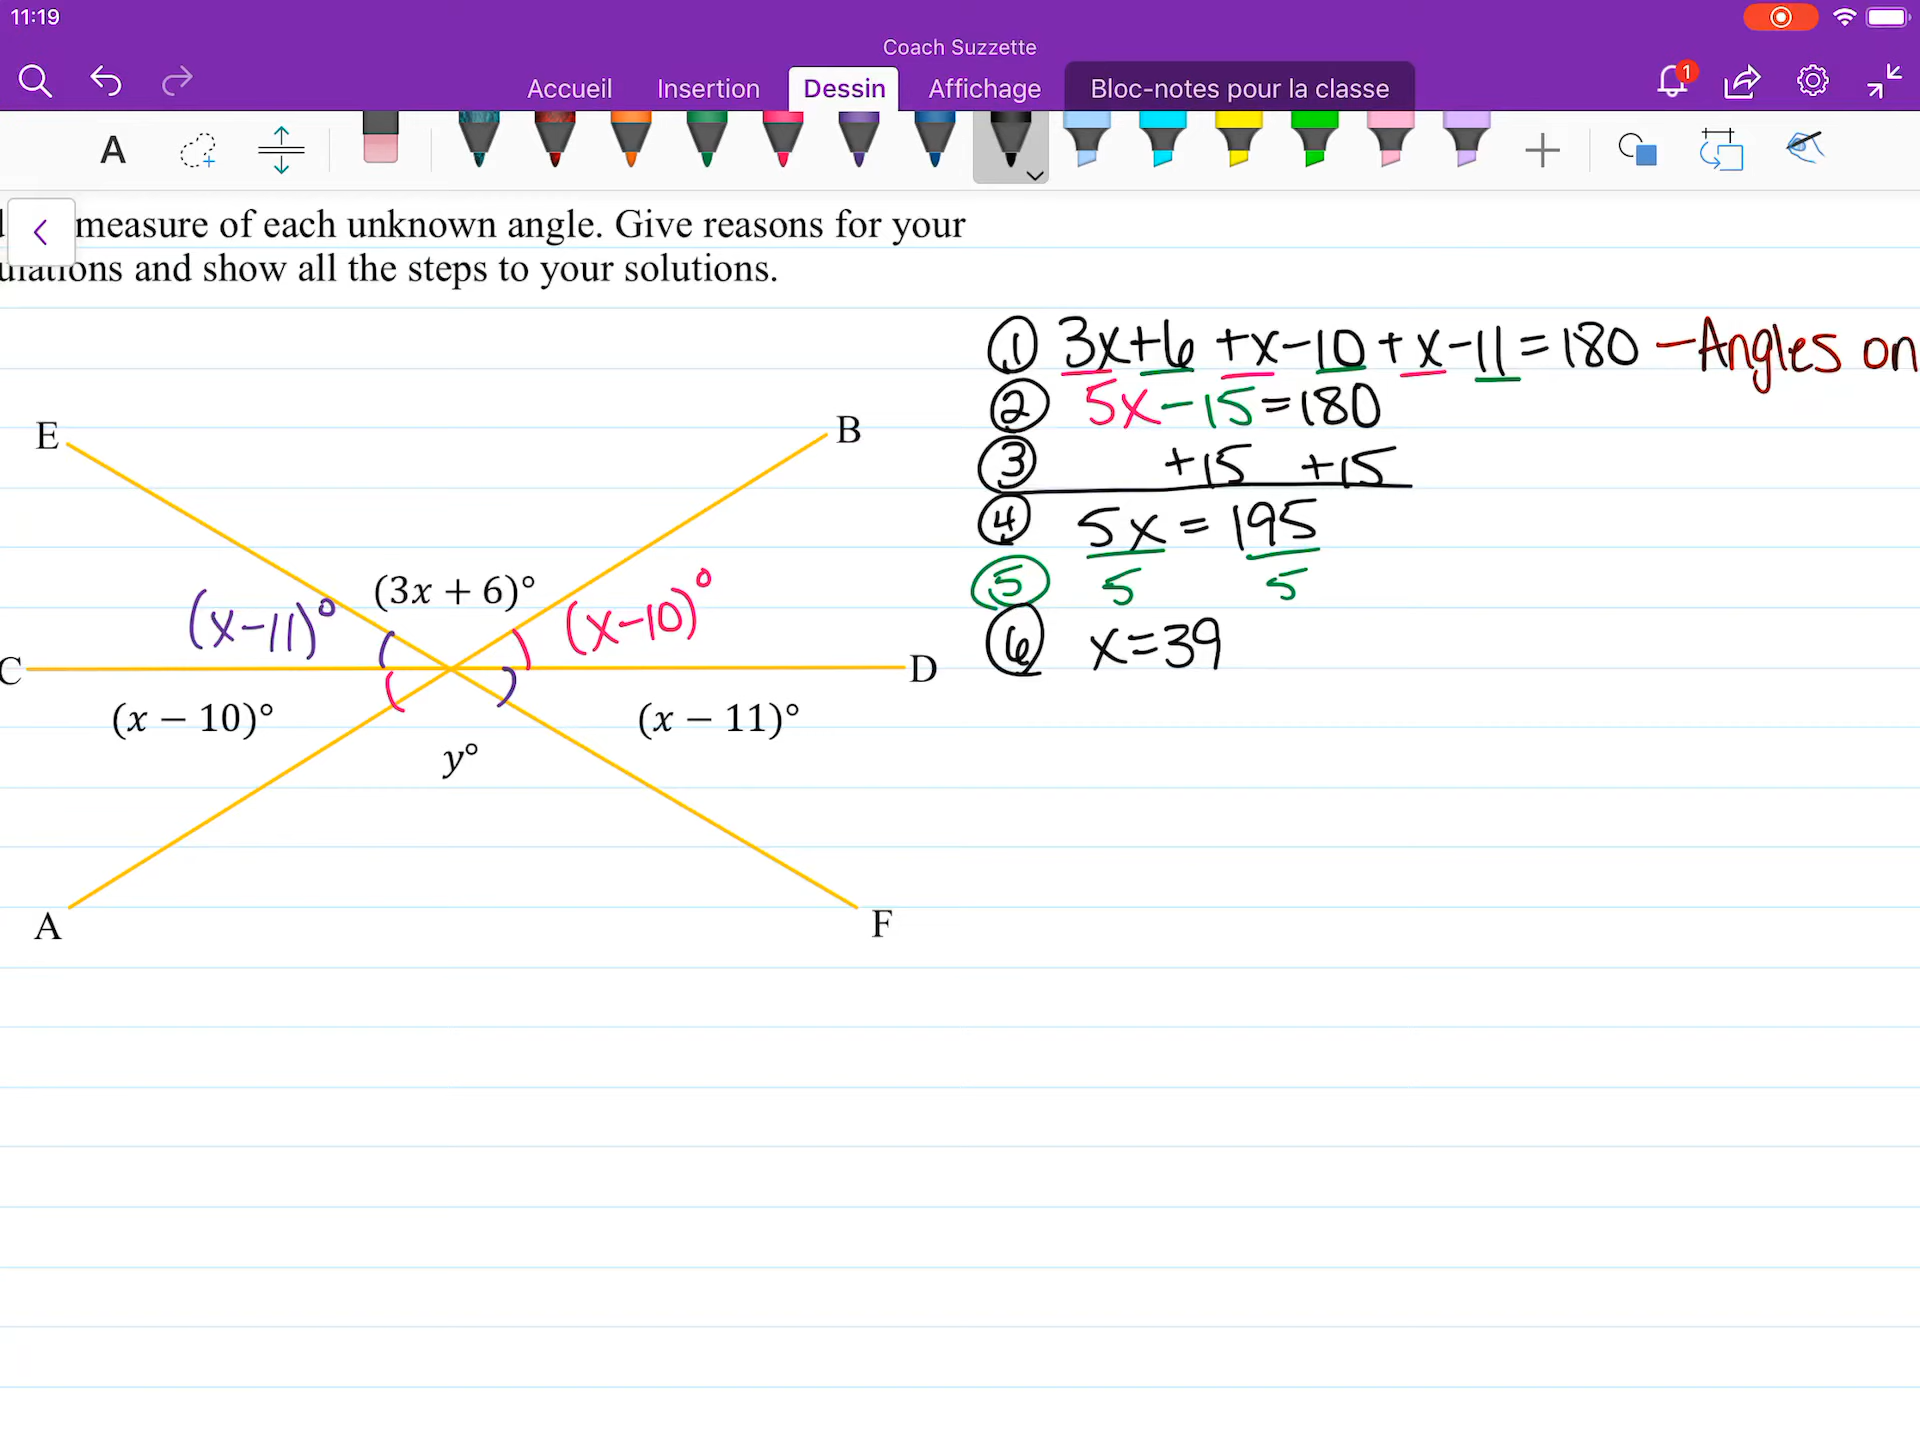 11:19
Coach Suzzette
Accueil Insertion Dessin Affichage Bloc-notes pour la classe
1
A
measure of each unknown angle. Give reasons for your
ulations and show all the steps to your solutions.
① 3x+6 +x-10+x-11=180 -Angles on
② 5x-15=180
③ +15 +15
④ 5x = 195
⑤ 5 5
⑥ x=39
E B
(3x + 6)°
(x-11)° (x-10)°
C D
(x − 10)° (x − 11)°
y°
A F